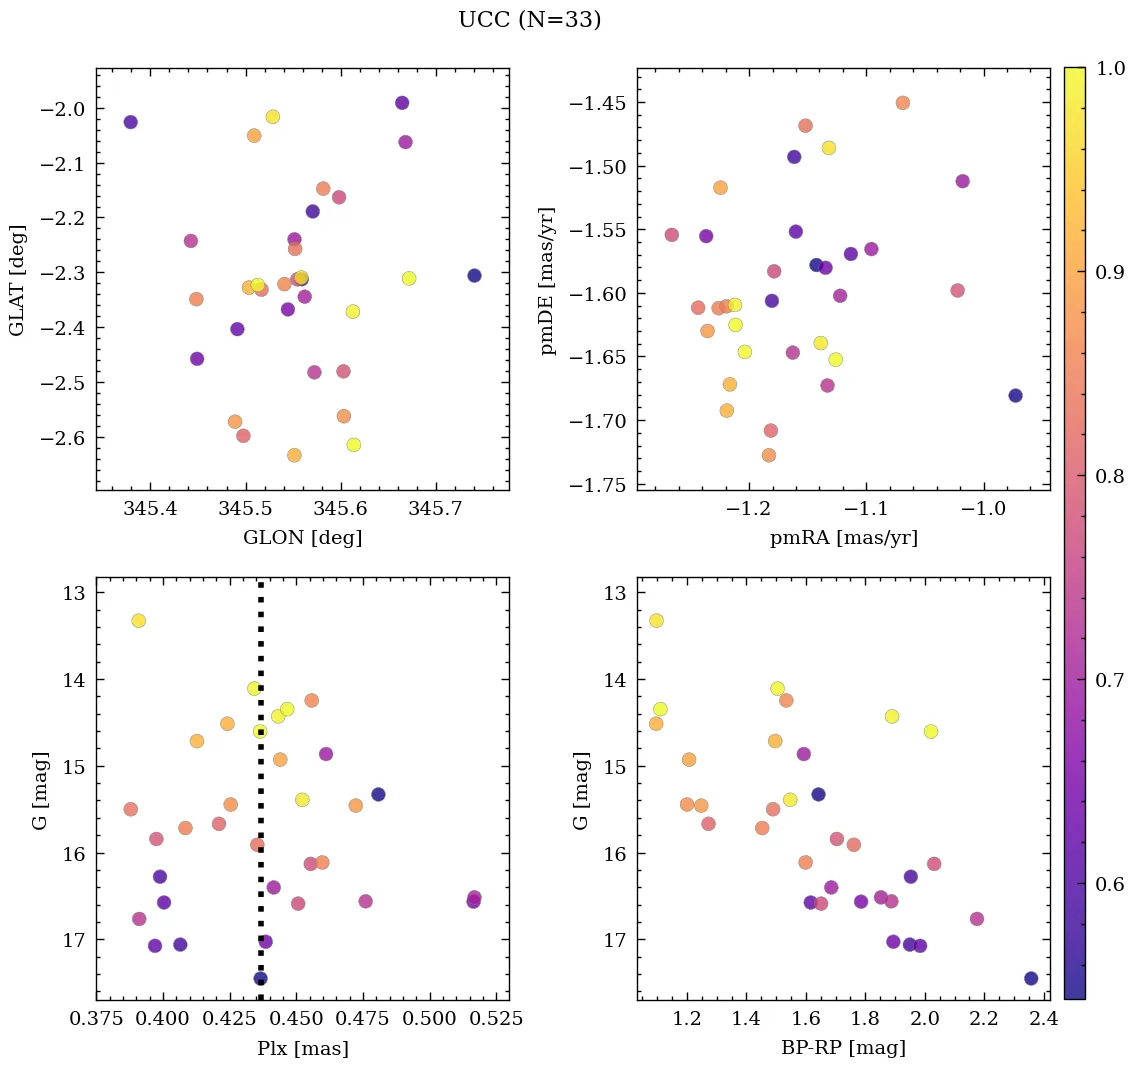 UCC (N=33)
−2.0
−2.1
−2.2
−2.3
−2.4
−2.5
−2.6
GLAT [deg]
345.4 345.5 345.6 345.7
GLON [deg]
−1.45
−1.50
−1.55
−1.60
−1.65
−1.70
−1.75
pmDE [mas/yr]
−1.2 −1.1 −1.0
pmRA [mas/yr]
13
14
15
16
17
G [mag]
0.375 0.400 0.425 0.450 0.475 0.500 0.525
Plx [mas]
13
14
15
16
17
G [mag]
1.2 1.4 1.6 1.8 2.0 2.2 2.4
BP-RP [mag]
1.0
0.9
0.8
0.7
0.6